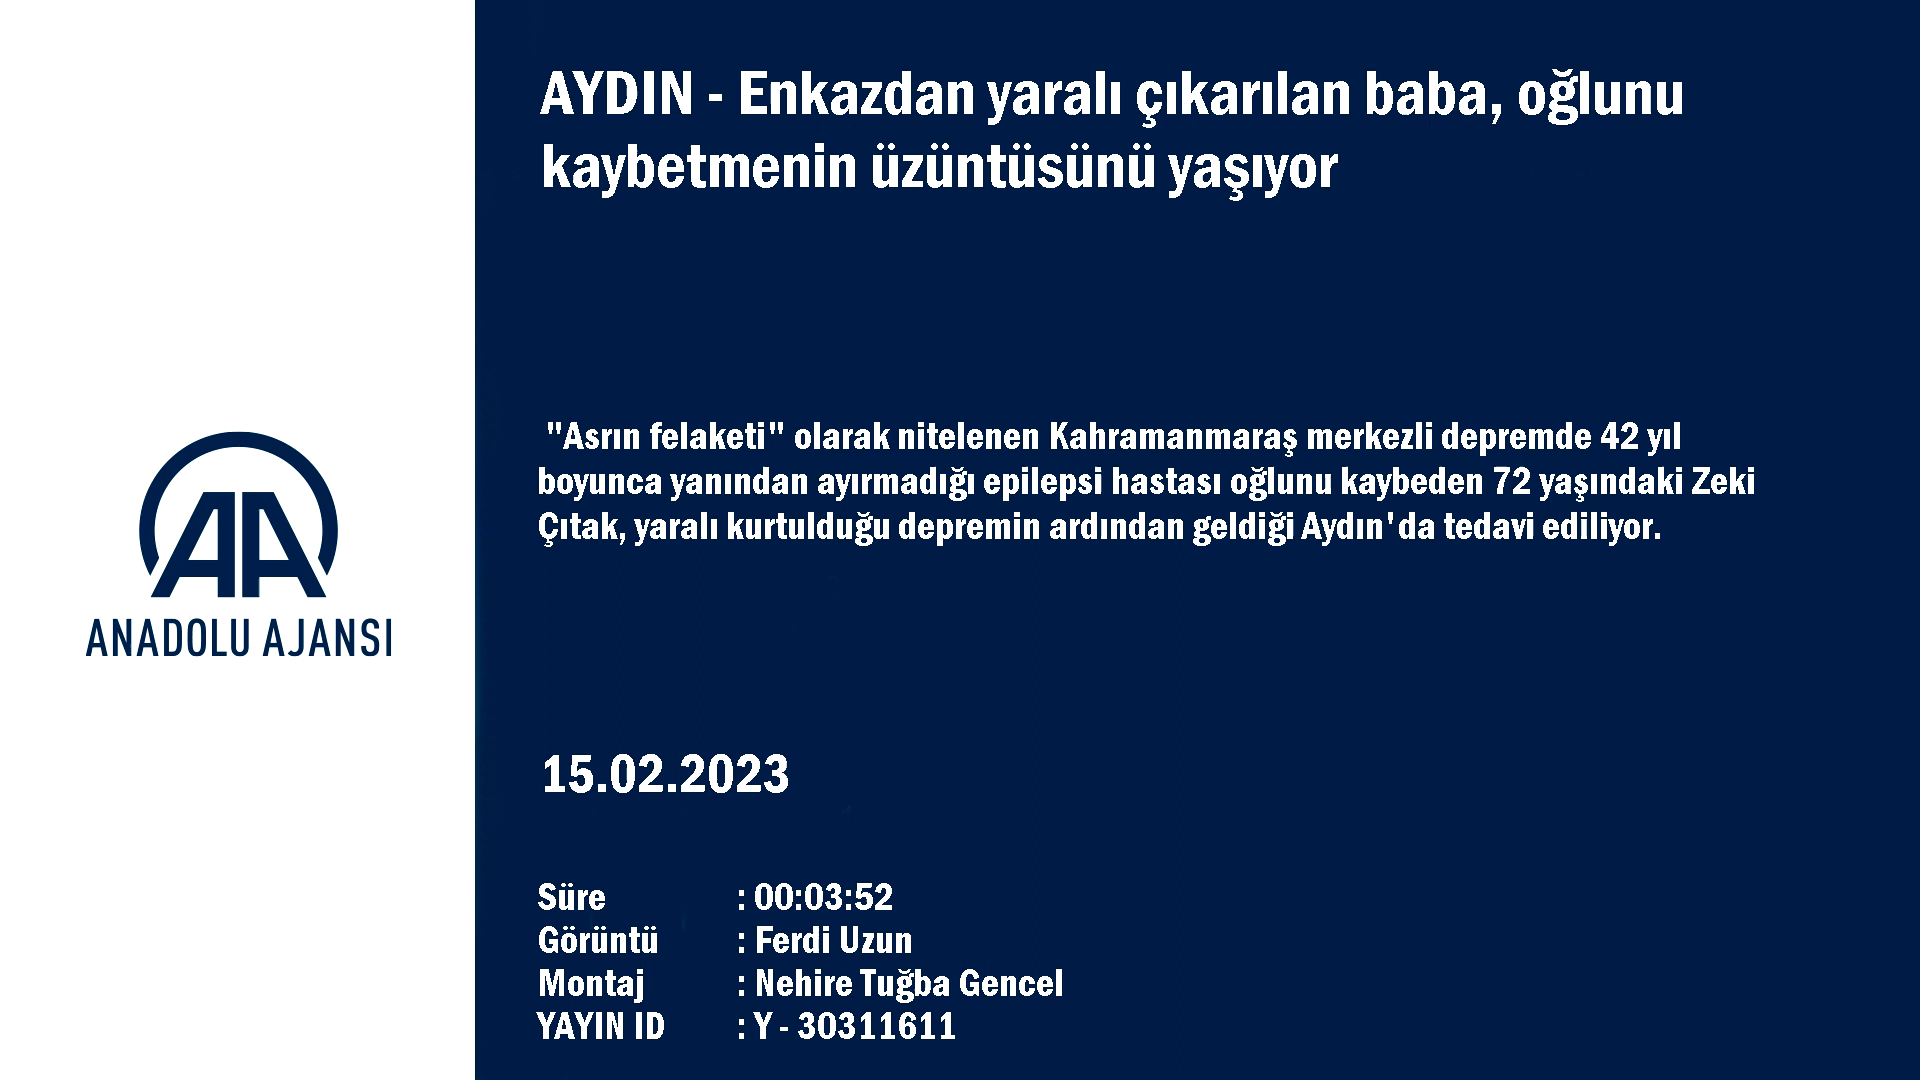 AYDIN - Enkazdan yaralı çıkarılan baba, oğlunu
kaybetmenin üzüntüsünü yaşıyor
"Asrın felaketi" olarak nitelenen Kahramanmaraş merkezli depremde 42 yıl
boyunca yanından ayırmadığı epilepsi hastası oğlunu kaybeden 72 yaşındaki Zeki
Çıtak, yaralı kurtulduğu depremin ardından geldiği Aydın'da tedavi ediliyor.
AA
ANADOLU AJANSI
15.02.2023
Süre : 00:03:52
Görüntü : Ferdi Uzun
Montaj : Nehire Tuğba Gencel
YAYIN ID : Y - 30311611